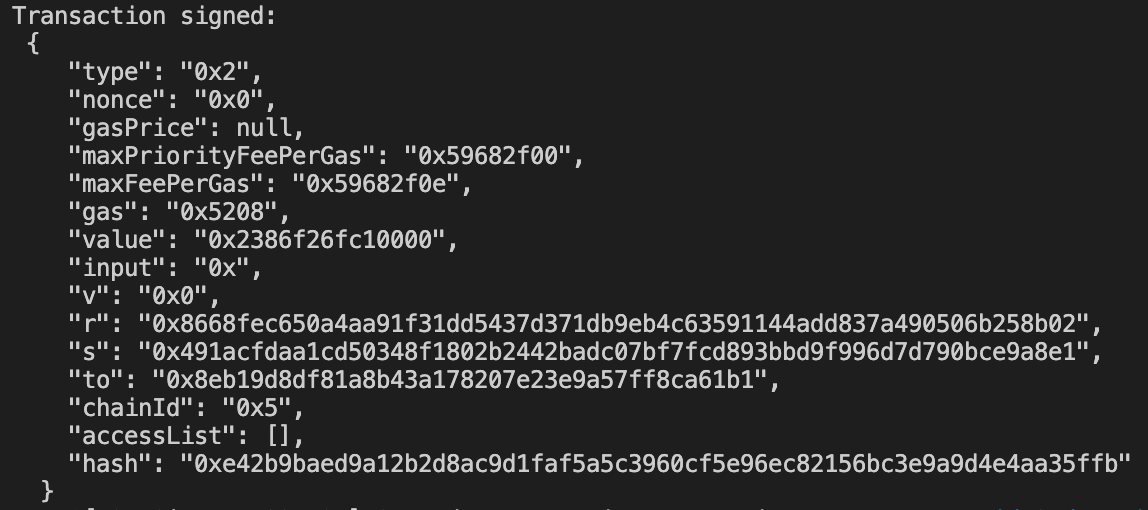 Transaction signed:
{
"type": "0x2",
"nonce": "0x0",
"gasPrice": null,
"maxPriorityFeePerGas": "0x59682f00",
"maxFeePerGas": "0x59682f0e",
"gas": "0x5208",
"value": "0x2386f26fc10000",
"input": "0x",
"v": "0x0",
"r": "0x8668fec650a4aa91f31dd5437d371db9eb4c63591144add837a490506b258b02",
"s": "0x491acfdaa1cd50348f1802b2442badc07bf7fcd893bbd9f996d7d790bce9a8e1",
"to": "0x8eb19d8df81a8b43a178207e23e9a57ff8ca61b1",
"chainId": "0x5",
"accessList": [],
"hash": "0xe42b9baed9a12b2d8ac9d1faf5a5c3960cf5e96ec82156bc3e9a9d4e4aa35ffb"
}